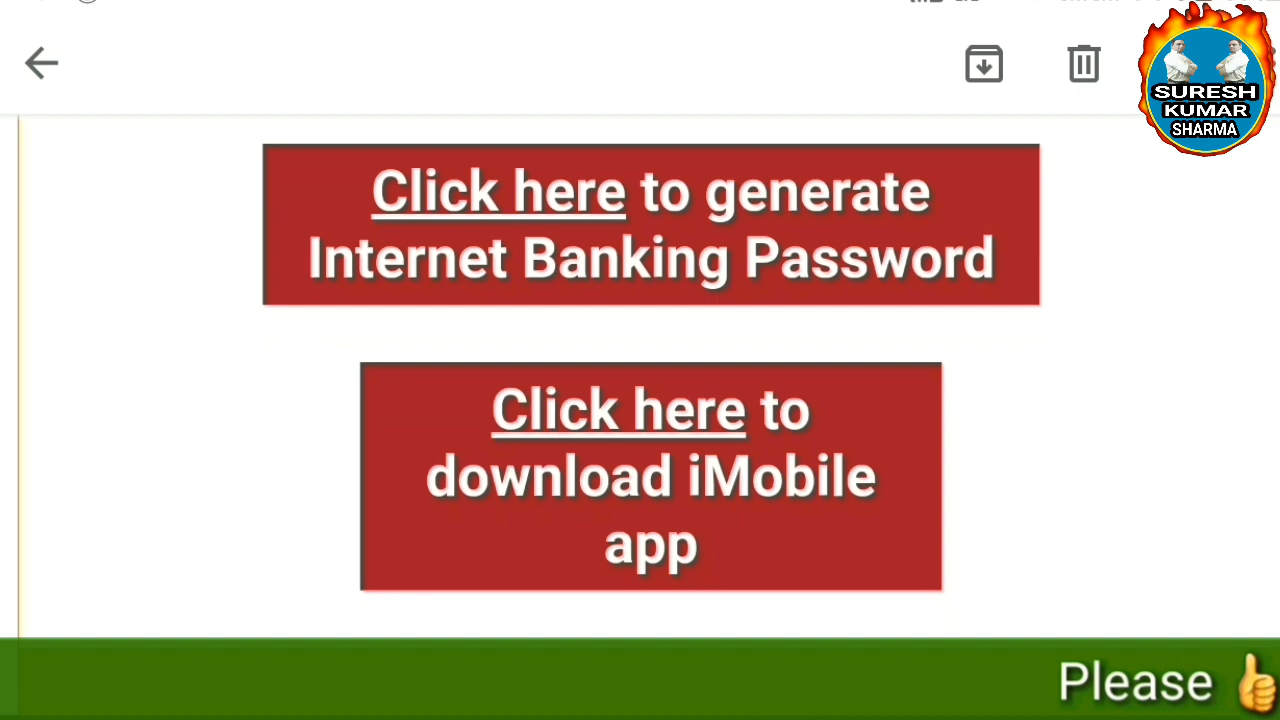 SURESH
KUMAR
SHARMA
Click here to generate
Internet Banking Password
Click here to
download iMobile
app
Please